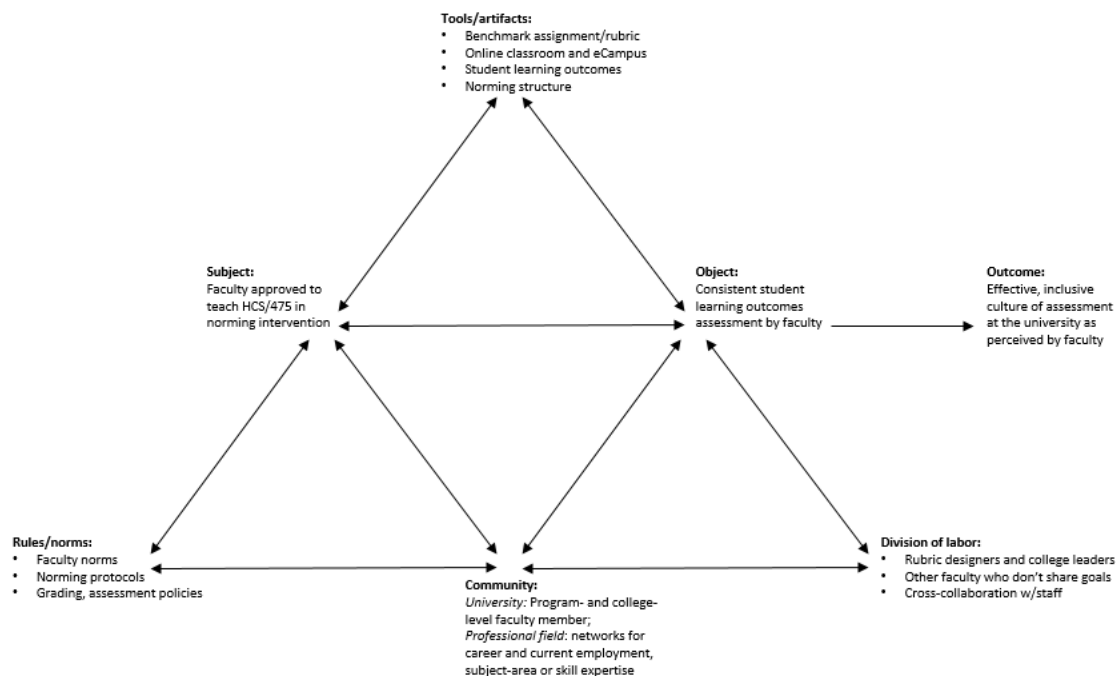 Tools/artifacts:
• Benchmark assignment/rubric
• Online classroom and eCampus
• Student learning outcomes
• Norming structure
Subject:
Faculty approved to
teach HCS/475 in
norming intervention
Object:
Consistent student
learning outcomes
assessment by faculty
Outcome:
Effective, inclusive
culture of assessment
at the university as
perceived by faculty
Rules/norms:
• Faculty norms
• Norming protocols
• Grading, assessment policies
Community:
University: Program- and college-
level faculty member;
Professional field: networks for
career and current employment,
subject-area or skill expertise
Division of labor:
• Rubric designers and college leaders
• Other faculty who don't share goals
• Cross-collaboration w/staff